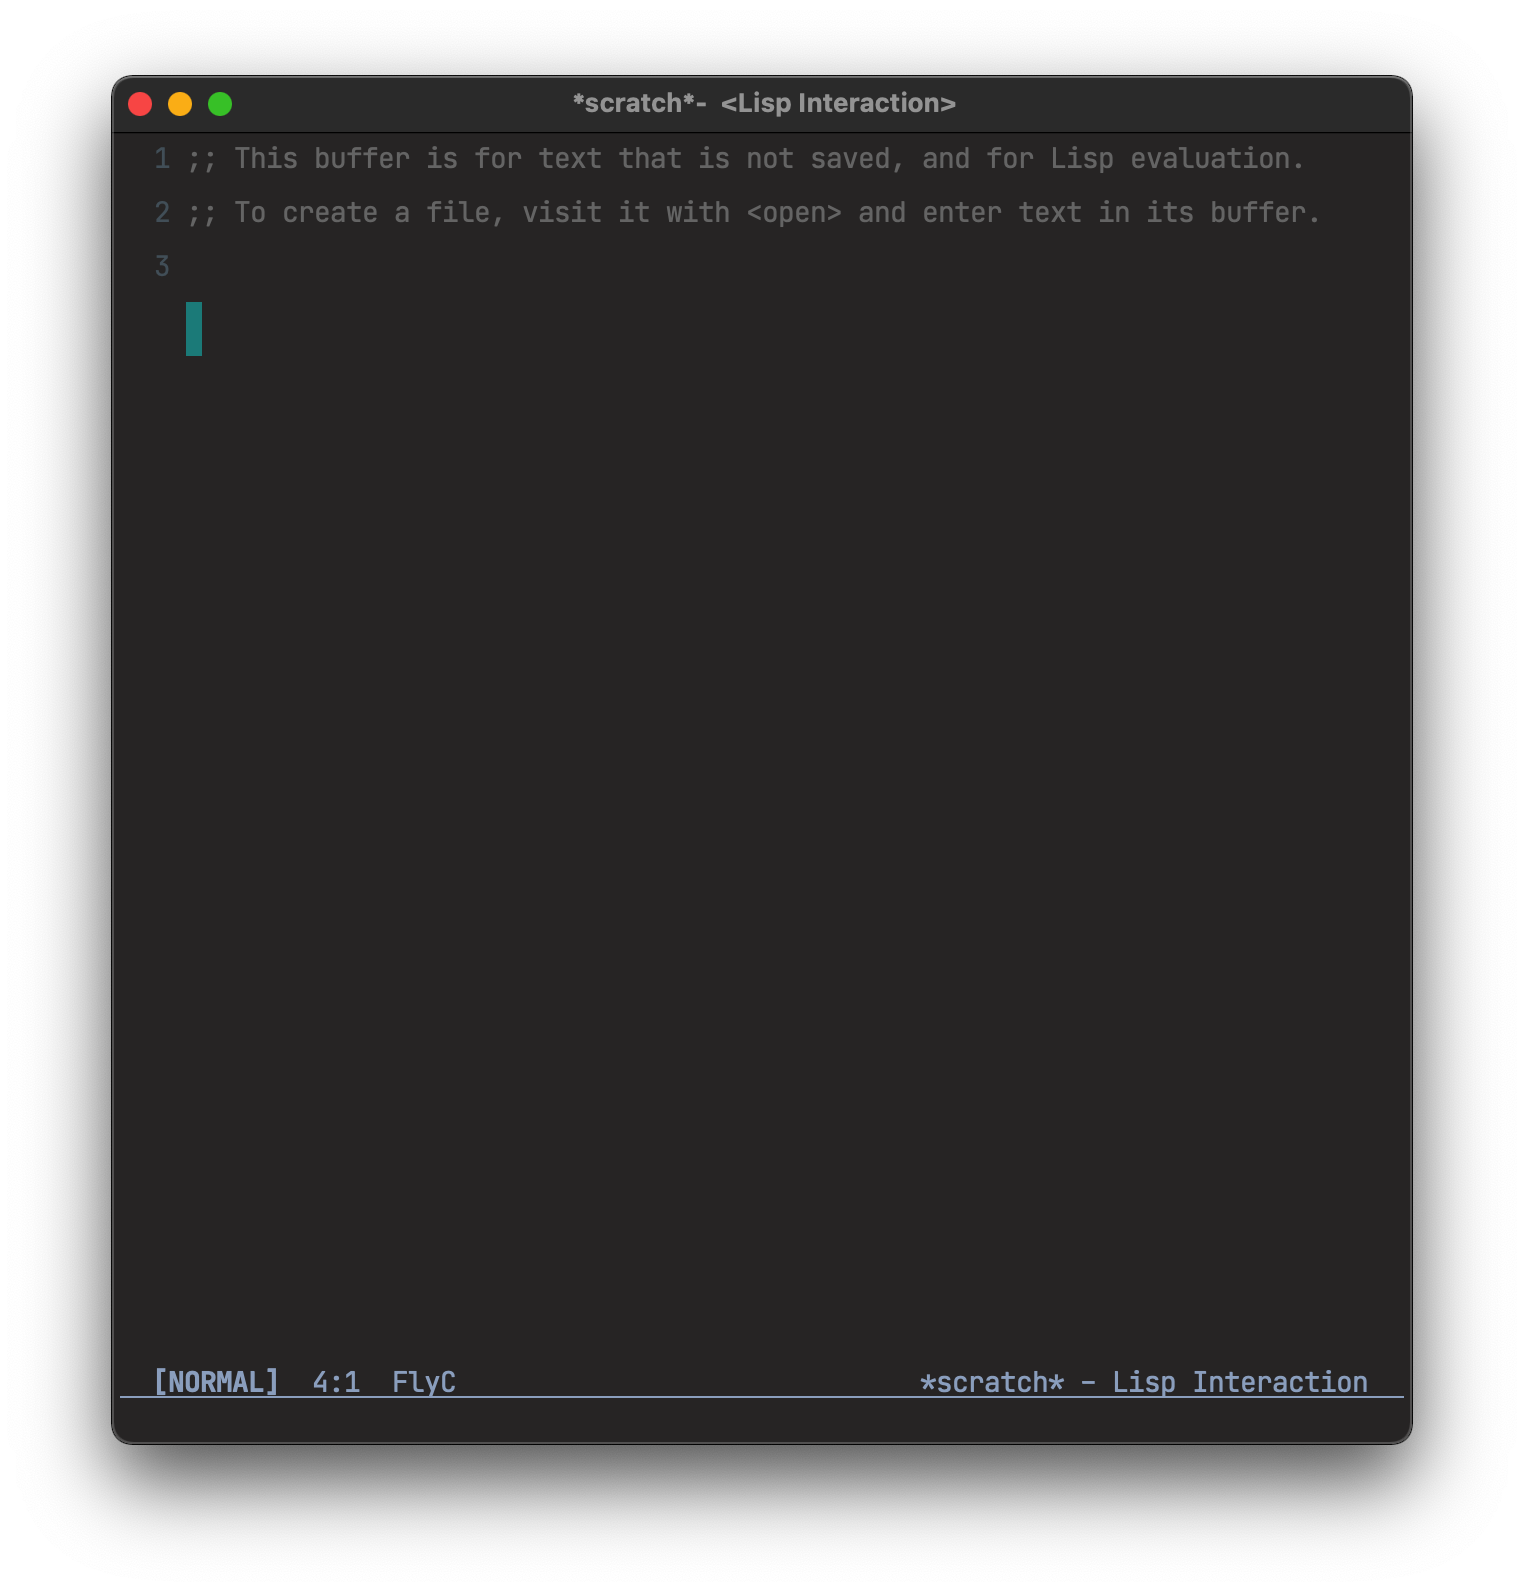 *scratch*- <Lisp Interaction>
1 ;; This buffer is for text that is not saved, and for Lisp evaluation.
2 ;; To create a file, visit it with <open> and enter text in its buffer.
3
[NORMAL] 4:1 FlyC *scratch* - Lisp Interaction